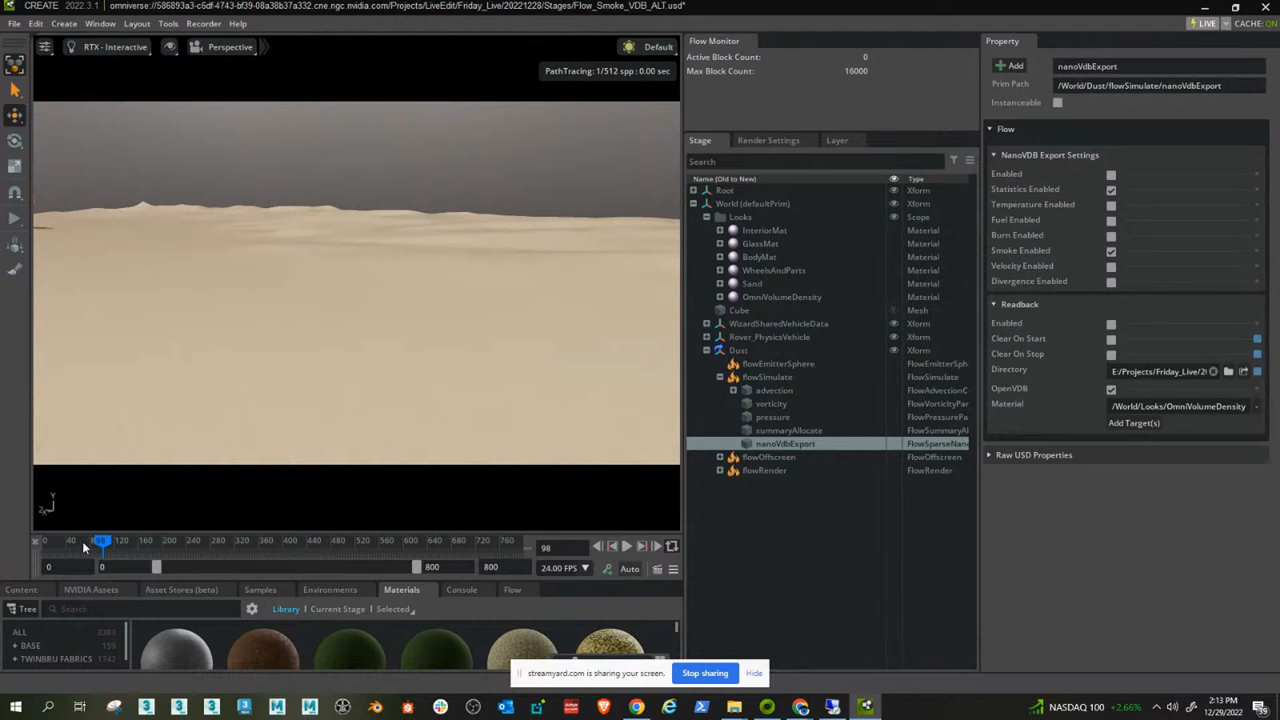 CREATE 2022.3.1 omniverse://586893a1-c6df-4743-bf39-08a38b37a332.cne.ngc.nvidia.com/Projects/LiveEdit/Friday_Live/20221228/Stages/Flow_Smoke_VDB_ALT.usd*
File Edit Create Window Layout Tools Recorder Help
LIVE CACHE: ON
RTX - Interactive Perspective Default
PathTracing: 1/512 spp : 0.00 sec
Flow Monitor
Active Block Count: 0
Max Block Count: 16000
Stage Render Settings Layer
Search
Name (Old to New) Type
Root Xform
World (defaultPrim) Xform
Looks Scope
InteriorMat Material
GlassMat Material
BodyMat Material
WheelsAndParts Material
Sand Material
OmniVolumeDensity Material
Cube Mesh
WizardSharedVehicleData Xform
Rover_PhysicsVehicle Xform
Dust Xform
flowEmitterSphere FlowEmitterSph
flowSimulate FlowSimulate
advection FlowAdvectionC
vorticity FlowVorticityPar
pressure FlowPressurePa
summaryAllocate FlowSummaryAl
nanoVdbExport FlowSparseNano
flowOffscreen FlowOffscreen
flowRender FlowRender
Property
Add nanoVdbExport
Prim Path /World/Dust/flowSimulate/nanoVdbExport
Instanceable
Flow
NanoVDB Export Settings
Enabled
Statistics Enabled
Temperature Enabled
Fuel Enabled
Burn Enabled
Smoke Enabled
Velocity Enabled
Divergence Enabled
Readback
Enabled
Clear On Start
Clear On Stop
Directory E:/Projects/Friday_Live/2
OpenVDB
Material /World/Looks/OmniVolumeDensity
Add Target(s)
Raw USD Properties
Y
0 40 98 120 160 200 240 280 320 360 400 440 480 520 560 600 640 680 720 760
98
0 0 800 800 24.00 FPS Auto
Content NVIDIA Assets Asset Stores (beta) Samples Environments Materials Console Flow
Tree Search Library Current Stage Selected
ALL 3383
+ BASE 159
+ TWINBRU FABRICS 1742
streamyard.com is sharing your screen. Stop sharing Hide
NASDAQ 100 +2.66% 2:13 PM
12/29/2022